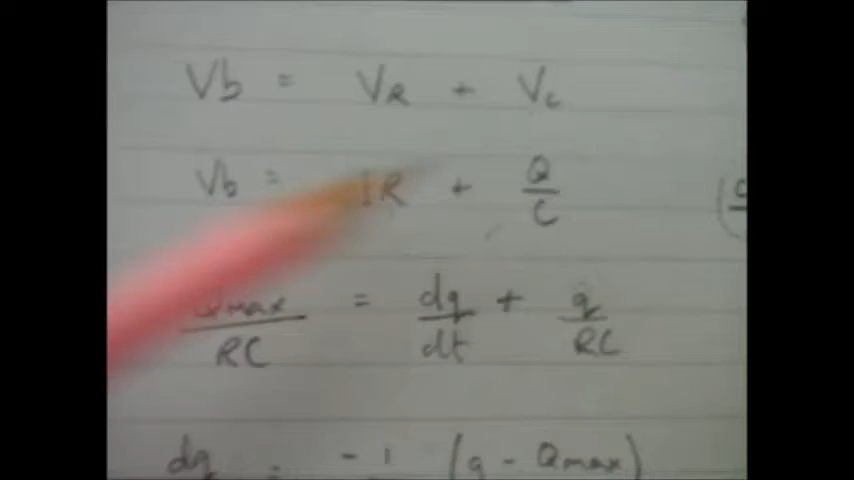 Vb = VR + Vc
Vb = IR + Q/C
Qmax/RC = dq/dt + q/RC
dq = -1 (q - Qmax)